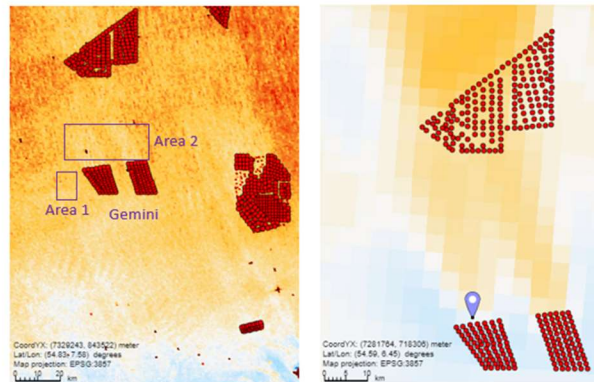 Area 2
Area 1
Gemini
CoordYX: (7329243, 843522) meter
Lat/Lon: (54.83, 7.58) degrees
Map projection: EPSG:3857
0 10 20
km
CoordYX: (7281764, 718306) meter
Lat/Lon: (54.59, 6.45) degrees
Map projection: EPSG:3857
0 5 10
km